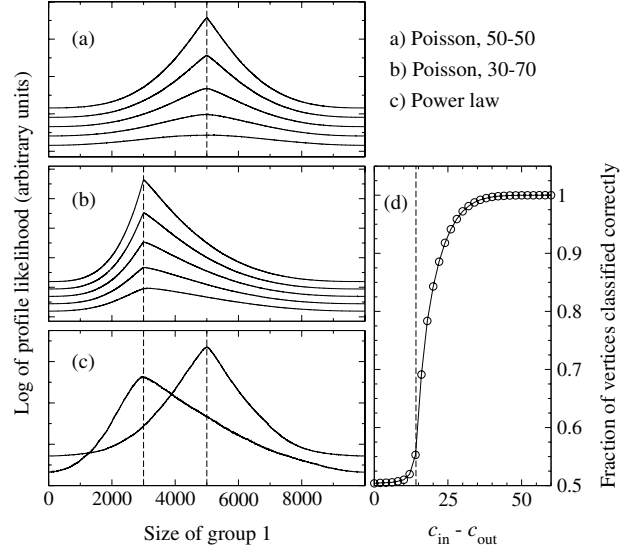 (a)
a) Poisson, 50-50
b) Poisson, 30-70
c) Power law
Log of profile likelihood (arbitrary units)
(b)
(c)
0 2000 4000 6000 8000
Size of group 1
(d)
1
0.9
0.8
0.7
0.6
0.5
Fraction of vertices classified correctly
0 25 50
c_in - c_out